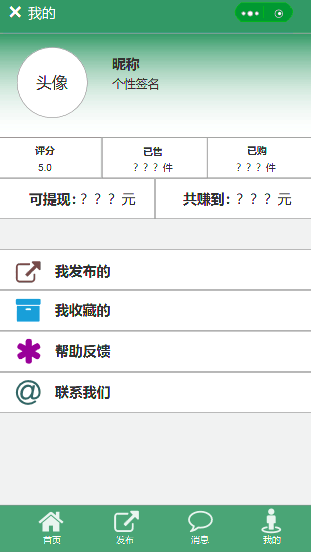 我的
头像
昵称
个性签名
评分
已售
已购
5.0
？？？件
？？？件
可提现：？？？元
共赚到：？？？元
我发布的
我收藏的
帮助反馈
联系我们
首页
发布
消息
我的